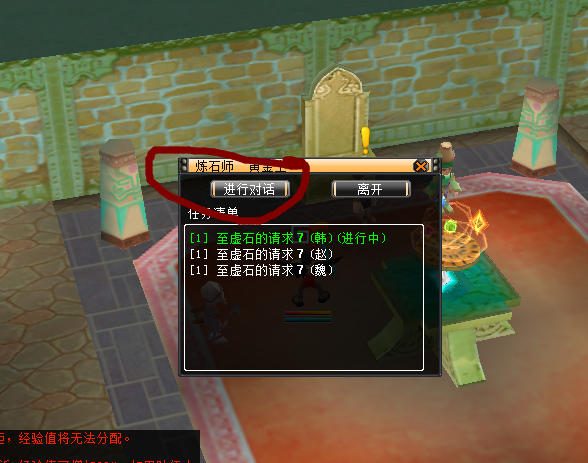 炼石师
进行对话
离开
任务清单
[1] 至虚石的请求 7 (韩)(进行中)
[1] 至虚石的请求 7 (赵)
[1] 至虚石的请求 7 (魏)
，经验值将无法分配。